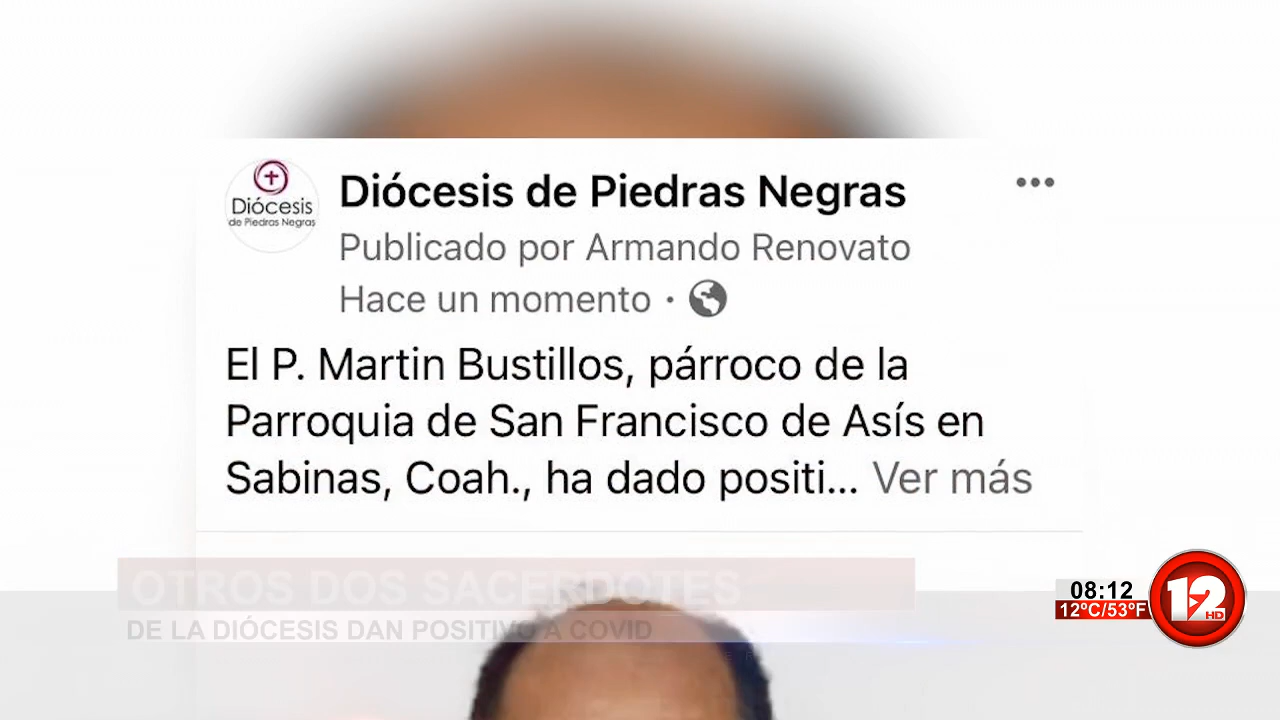 Diócesis
de Piedras Negras
Diócesis de Piedras Negras
Publicado por Armando Renovato
Hace un momento ·
El P. Martin Bustillos, párroco de la
Parroquia de San Francisco de Asís en
Sabinas, Coah., ha dado positi... Ver más
OTROS DOS SACERDOTES
DE LA DIÓCESIS DAN POSITIVO A COVID
08:12
12ºC/53ºF
12
HD